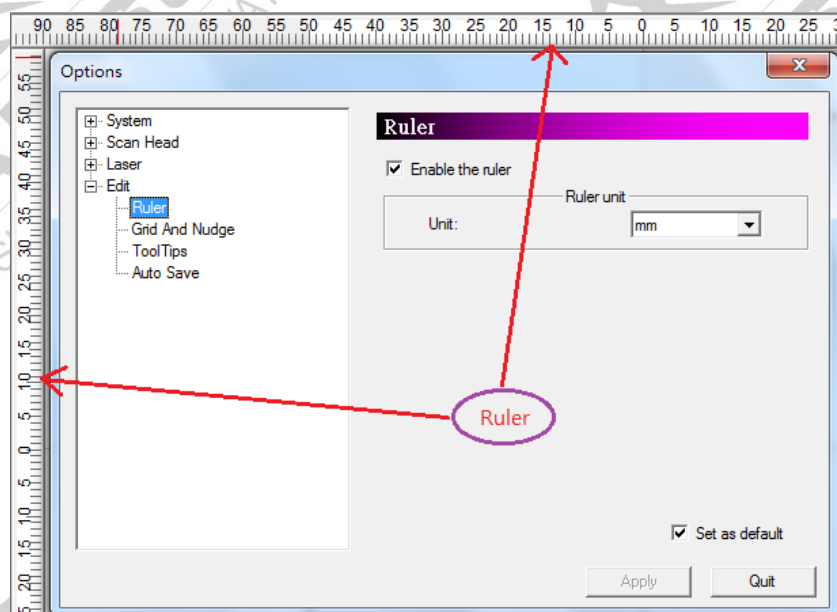 90 85 80 75 70 65 60 55 50 45 40 35 30 25 20 15 10 5 0 5 10 15 20 25
55
50
45
40
35
30
25
20
15
10
5
0
5
10
15
20
Options
System
Scan Head
Laser
Edit
Ruler
Grid And Nudge
ToolTips
Auto Save
Ruler
Enable the ruler
Ruler unit
Unit: mm
Ruler
Set as default
Apply Quit